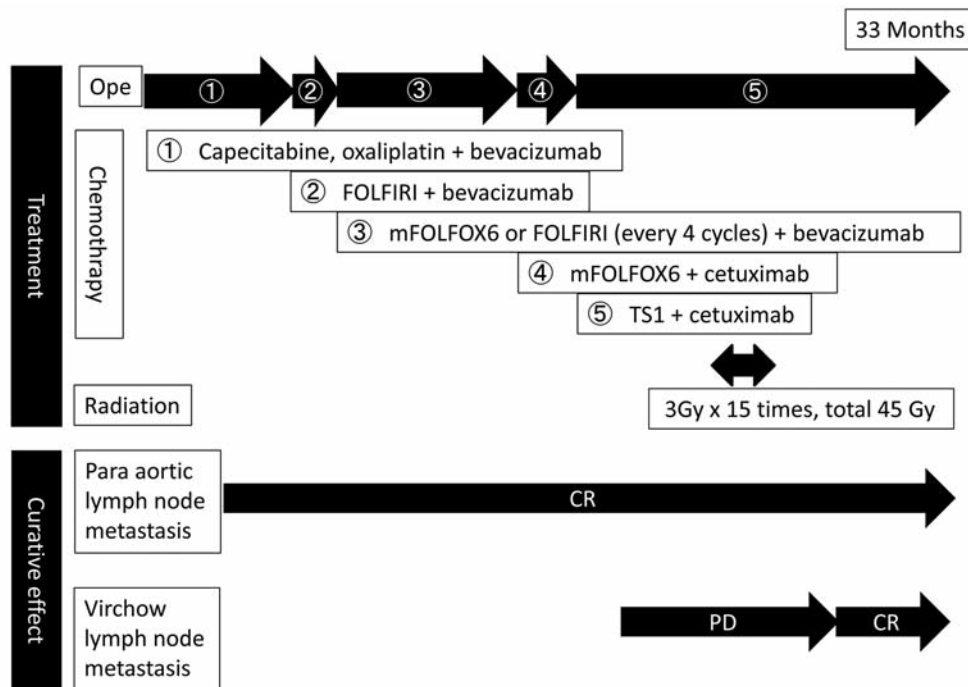 33 Months
Treatment
Ope
① ② ③ ④ ⑤
Chemothrapy
① Capecitabine, oxaliplatin + bevacizumab
② FOLFIRI + bevacizumab
③ mFOLFOX6 or FOLFIRI (every 4 cycles) + bevacizumab
④ mFOLFOX6 + cetuximab
⑤ TS1 + cetuximab
Radiation
3Gy x 15 times, total 45 Gy
Curative effect
Para aortic
lymph node
metastasis
CR
Virchow
lymph node
metastasis
PD CR